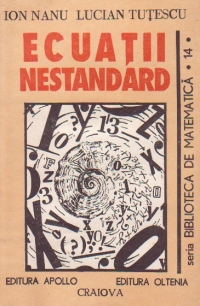 ION NANU LUCIAN TUȚESCU
ECUAȚII
NESTANDARD
seria BIBLIOTECA DE MATEMATICĂ • 14 •
EDITURA APOLLO EDITURA OLTENIA
CRAIOVA